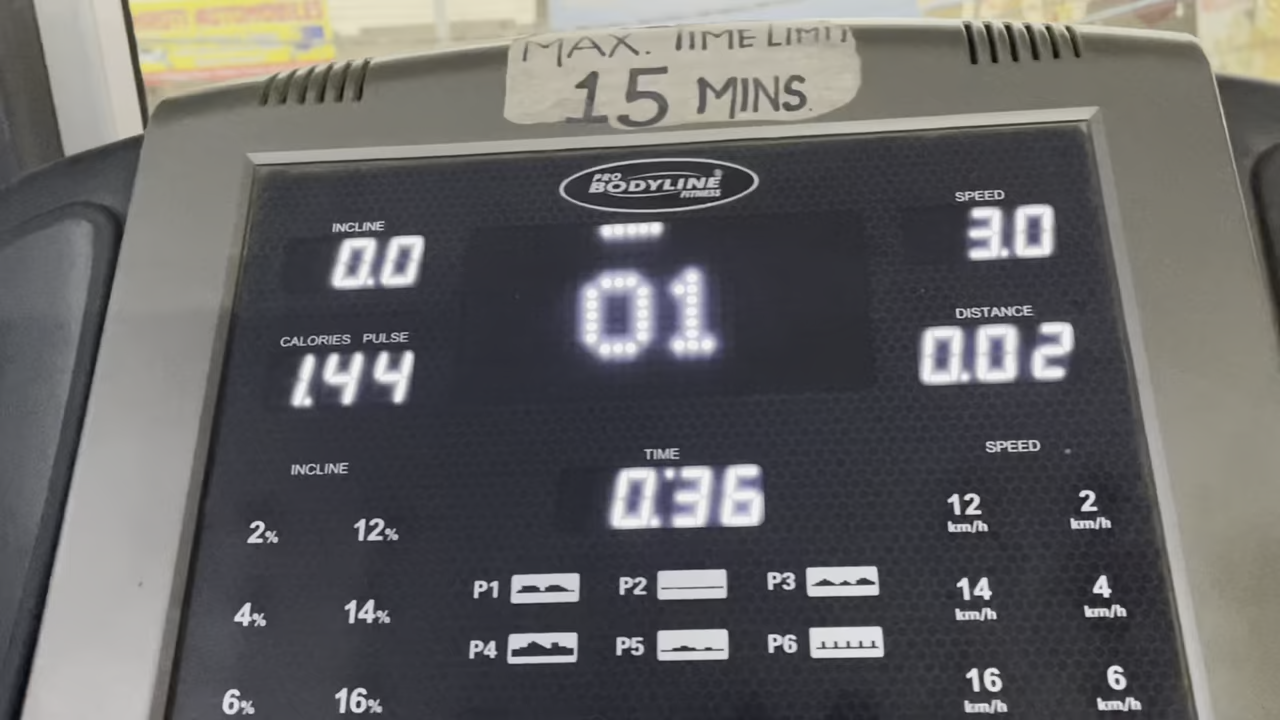 MAX. TIME LIMIT
15 MINS.
PRO
BODYLINE®
FITNESS
INCLINE
0.0
01
SPEED
3.0
CALORIES PULSE
1.44
DISTANCE
0.02
TIME
0:36
INCLINE
2% 12%
4% 14%
6% 16%
P1 P2 P3
P4 P5 P6
SPEED
12 km/h 2 km/h
14 km/h 4 km/h
16 km/h 6 km/h